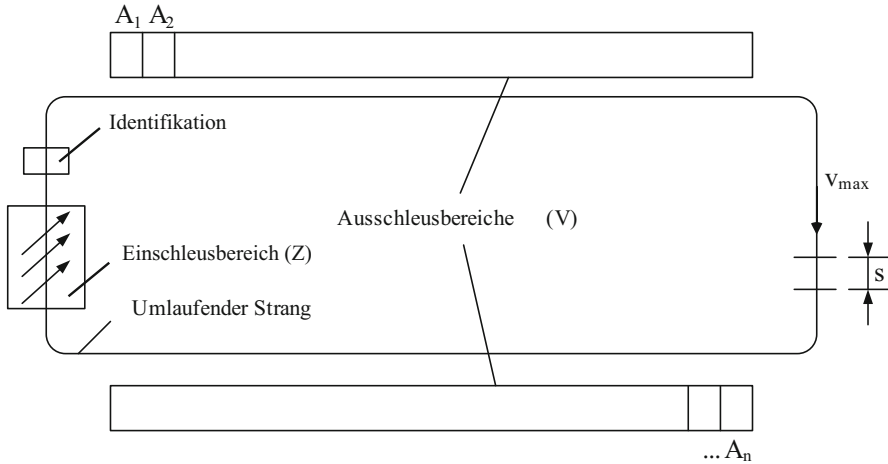 A1 A2
Identifikation
vmax
Ausschleusbereiche (V)
Einschleusbereich (Z)
s
Umlaufender Strang
... An